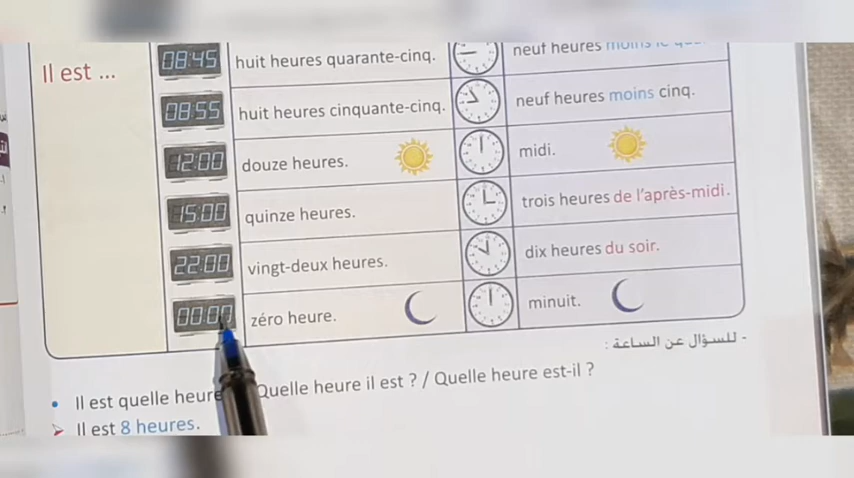 08:45 huit heures quarante-cinq. neuf heures moins le
Il est ...
08:55 huit heures cinquante-cinq. neuf heures moins cinq.
12:00 douze heures. midi.
15:00 quinze heures. trois heures de l'après-midi.
22:00 vingt-deux heures. dix heures du soir.
00:00 zéro heure. minuit.
- للسؤال عن الساعة :
• Il est quelle heure / Quelle heure il est ? / Quelle heure est-il ?
➢ Il est 8 heures.